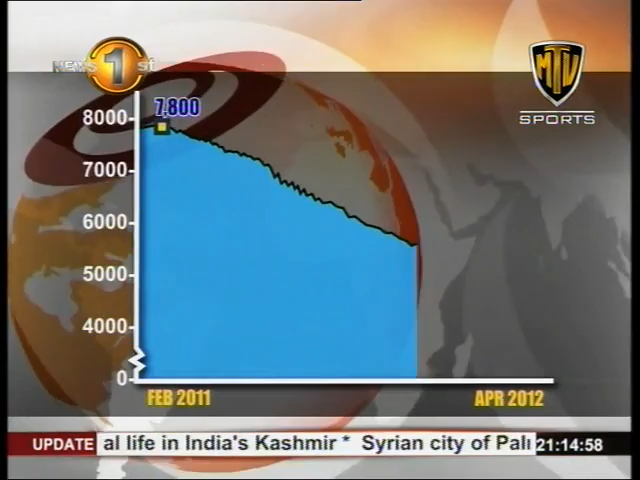 NEWS 1st
MTV
SPORTS
7,800
8000
7000
6000
5000
4000
0
FEB 2011
APR 2012
UPDATE al life in India's Kashmir * Syrian city of Pal 21:14:58